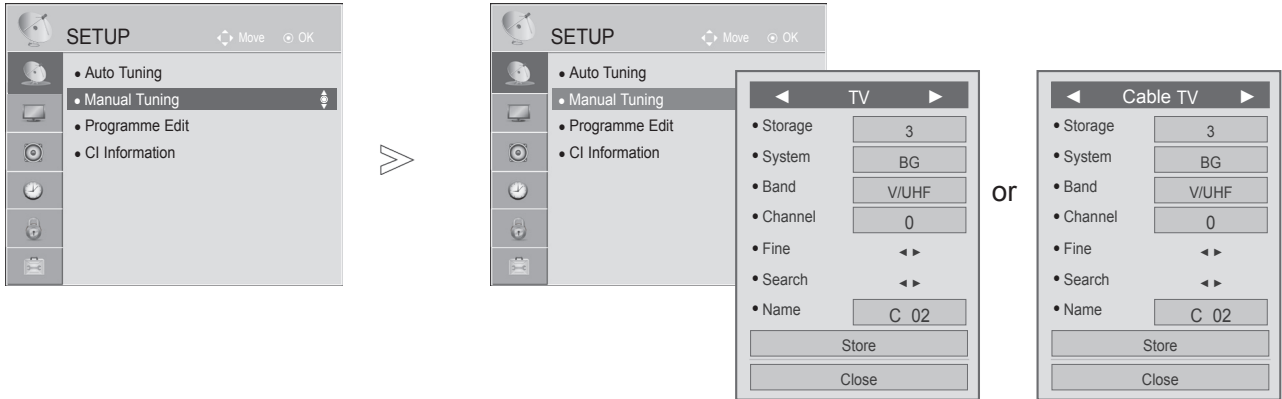 SETUP Move OK
• Auto Tuning
• Manual Tuning
• Programme Edit
• CI Information
SETUP Move OK
• Auto Tuning
• Manual Tuning
• Programme Edit
• CI Information
◄ TV ►
• Storage 3
• System BG
• Band V/UHF
• Channel 0
• Fine ◄ ►
• Search ◄ ►
• Name C 02
Store
Close
or
◄ Cable TV ►
• Storage 3
• System BG
• Band V/UHF
• Channel 0
• Fine ◄ ►
• Search ◄ ►
• Name C 02
Store
Close